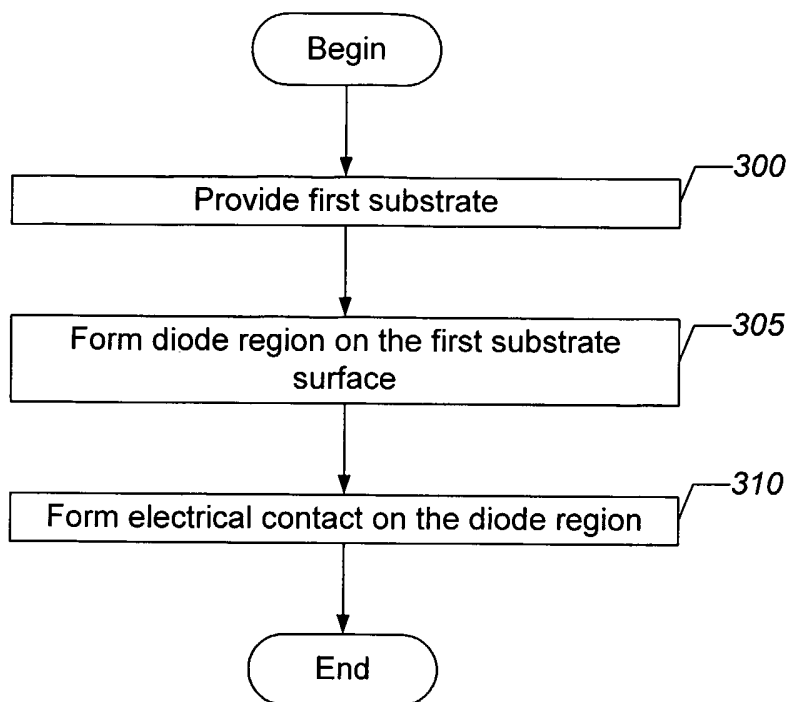 Begin
300
Provide first substrate
305
Form diode region on the first substrate
surface
310
Form electrical contact on the diode region
End